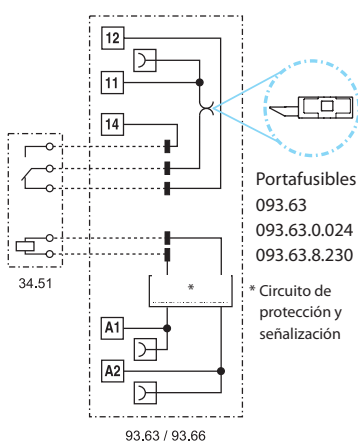 12
11
14
34.51
Portafusibles
093.63
093.63.0.024
093.63.8.230
*
* Circuito de
protección y
señalización
A1
A2
93.63 / 93.66